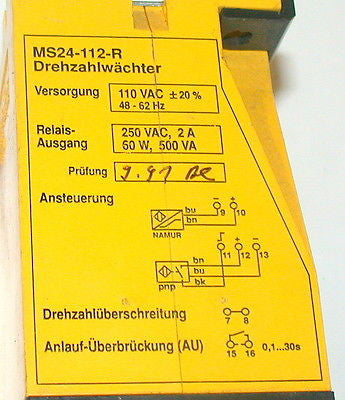 MS24-112-R
Drehzahlwächter
Versorgung 110 VAC ±20%
48-62 Hz
Relais- 250 VAC, 2 A
Ausgang 60 W, 500 VA
Prüfung 9.91
Ansteuerung
− +
bu 9 10
bn
NAMUR
+ −
bn 11 12 13
bu
bk
pnp
Drehzahlüberschreitung
7 8
Anlauf-Überbrückung (AU) 0,1...30s
15 16